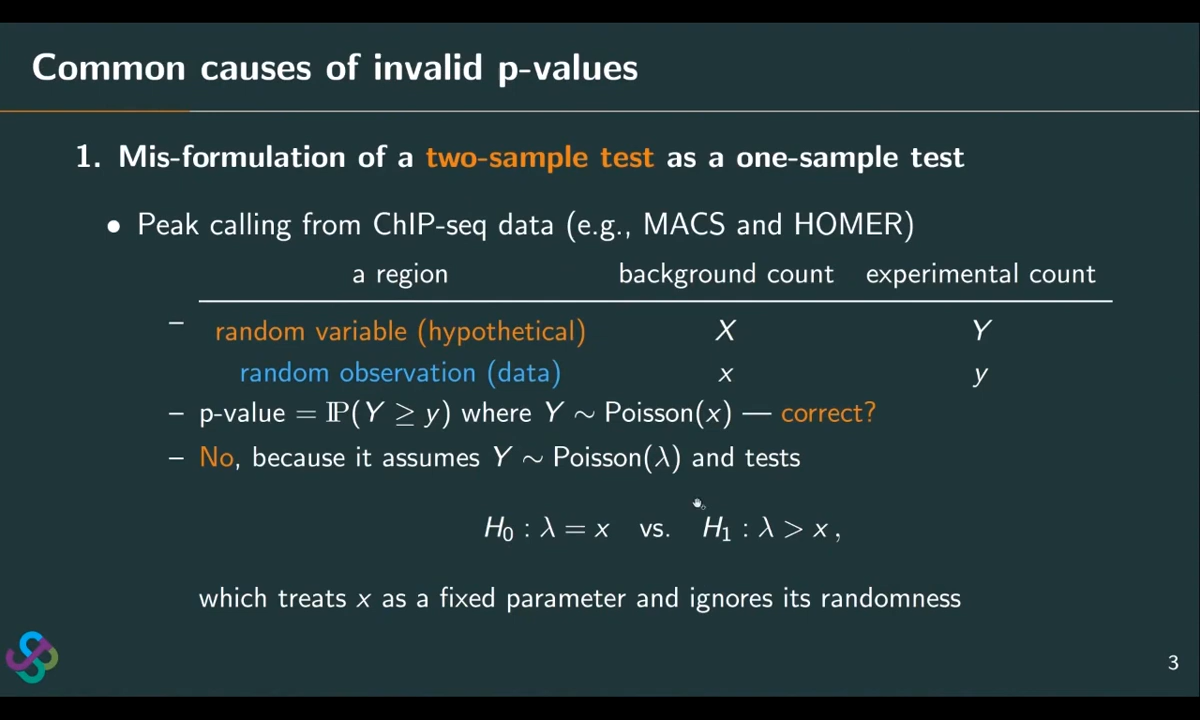 Common causes of invalid p-values
1. Mis-formulation of a two-sample test as a one-sample test
• Peak calling from ChIP-seq data (e.g., MACS and HOMER)
a region background count experimental count
– random variable (hypothetical) X Y
random observation (data) x y
– p-value = ℙ(Y ≥ y) where Y ∼ Poisson(x) — correct?
– No, because it assumes Y ∼ Poisson(λ) and tests
H₀ : λ = x vs. H₁ : λ > x ,
which treats x as a fixed parameter and ignores its randomness
3